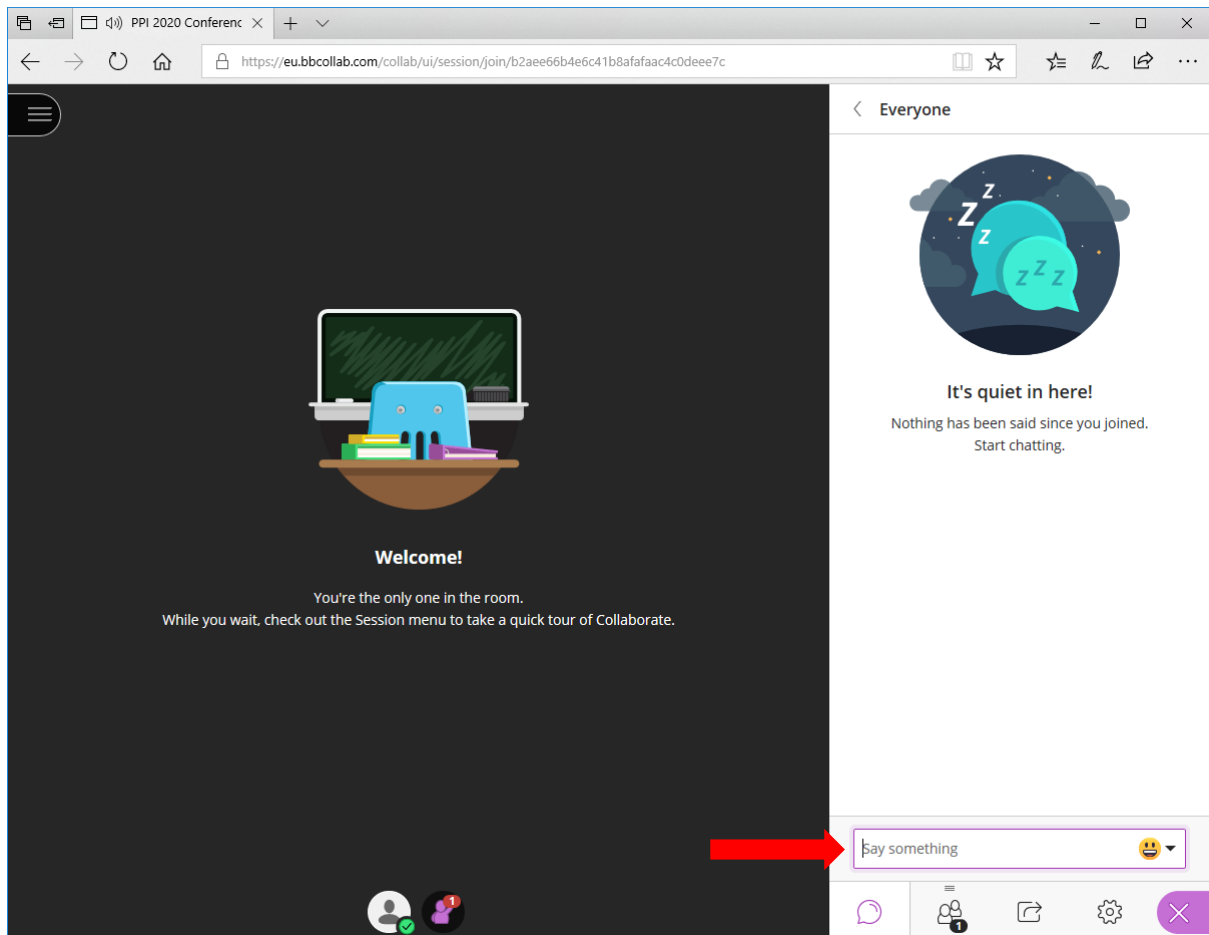 PPI 2020 Conferenc
https://eu.bbcollab.com/collab/ui/session/join/b2aee66b4e6c41b8afafaac4c0deee7c
Everyone
z
Z
z
z z z
It's quiet in here!
Nothing has been said since you joined.
Start chatting.
Welcome!
You're the only one in the room.
While you wait, check out the Session menu to take a quick tour of Collaborate.
Say something
1
1